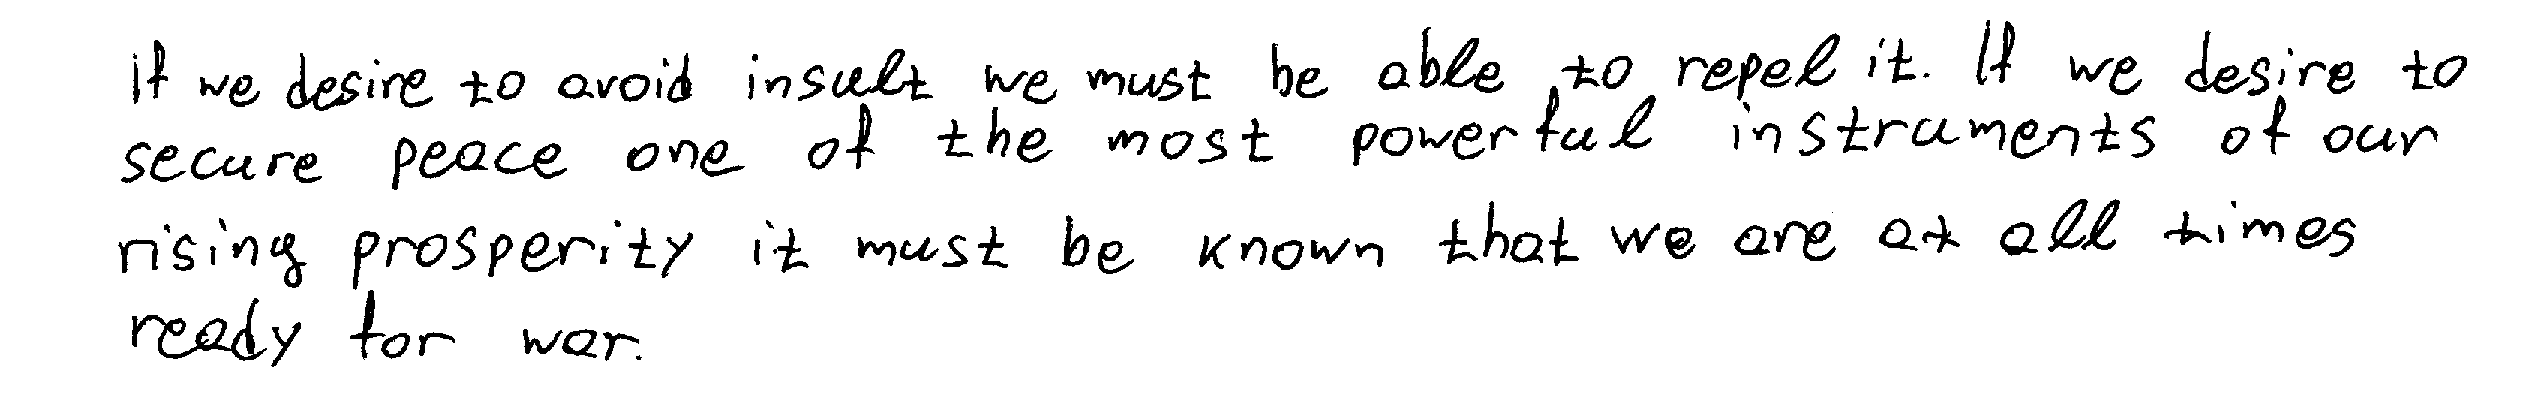 If we desire to avoid insult we must be able to repel it. If we desire to
secure peace one of the most powerful instruments of our
rising prosperity it must be known that we are at all times
ready for war.